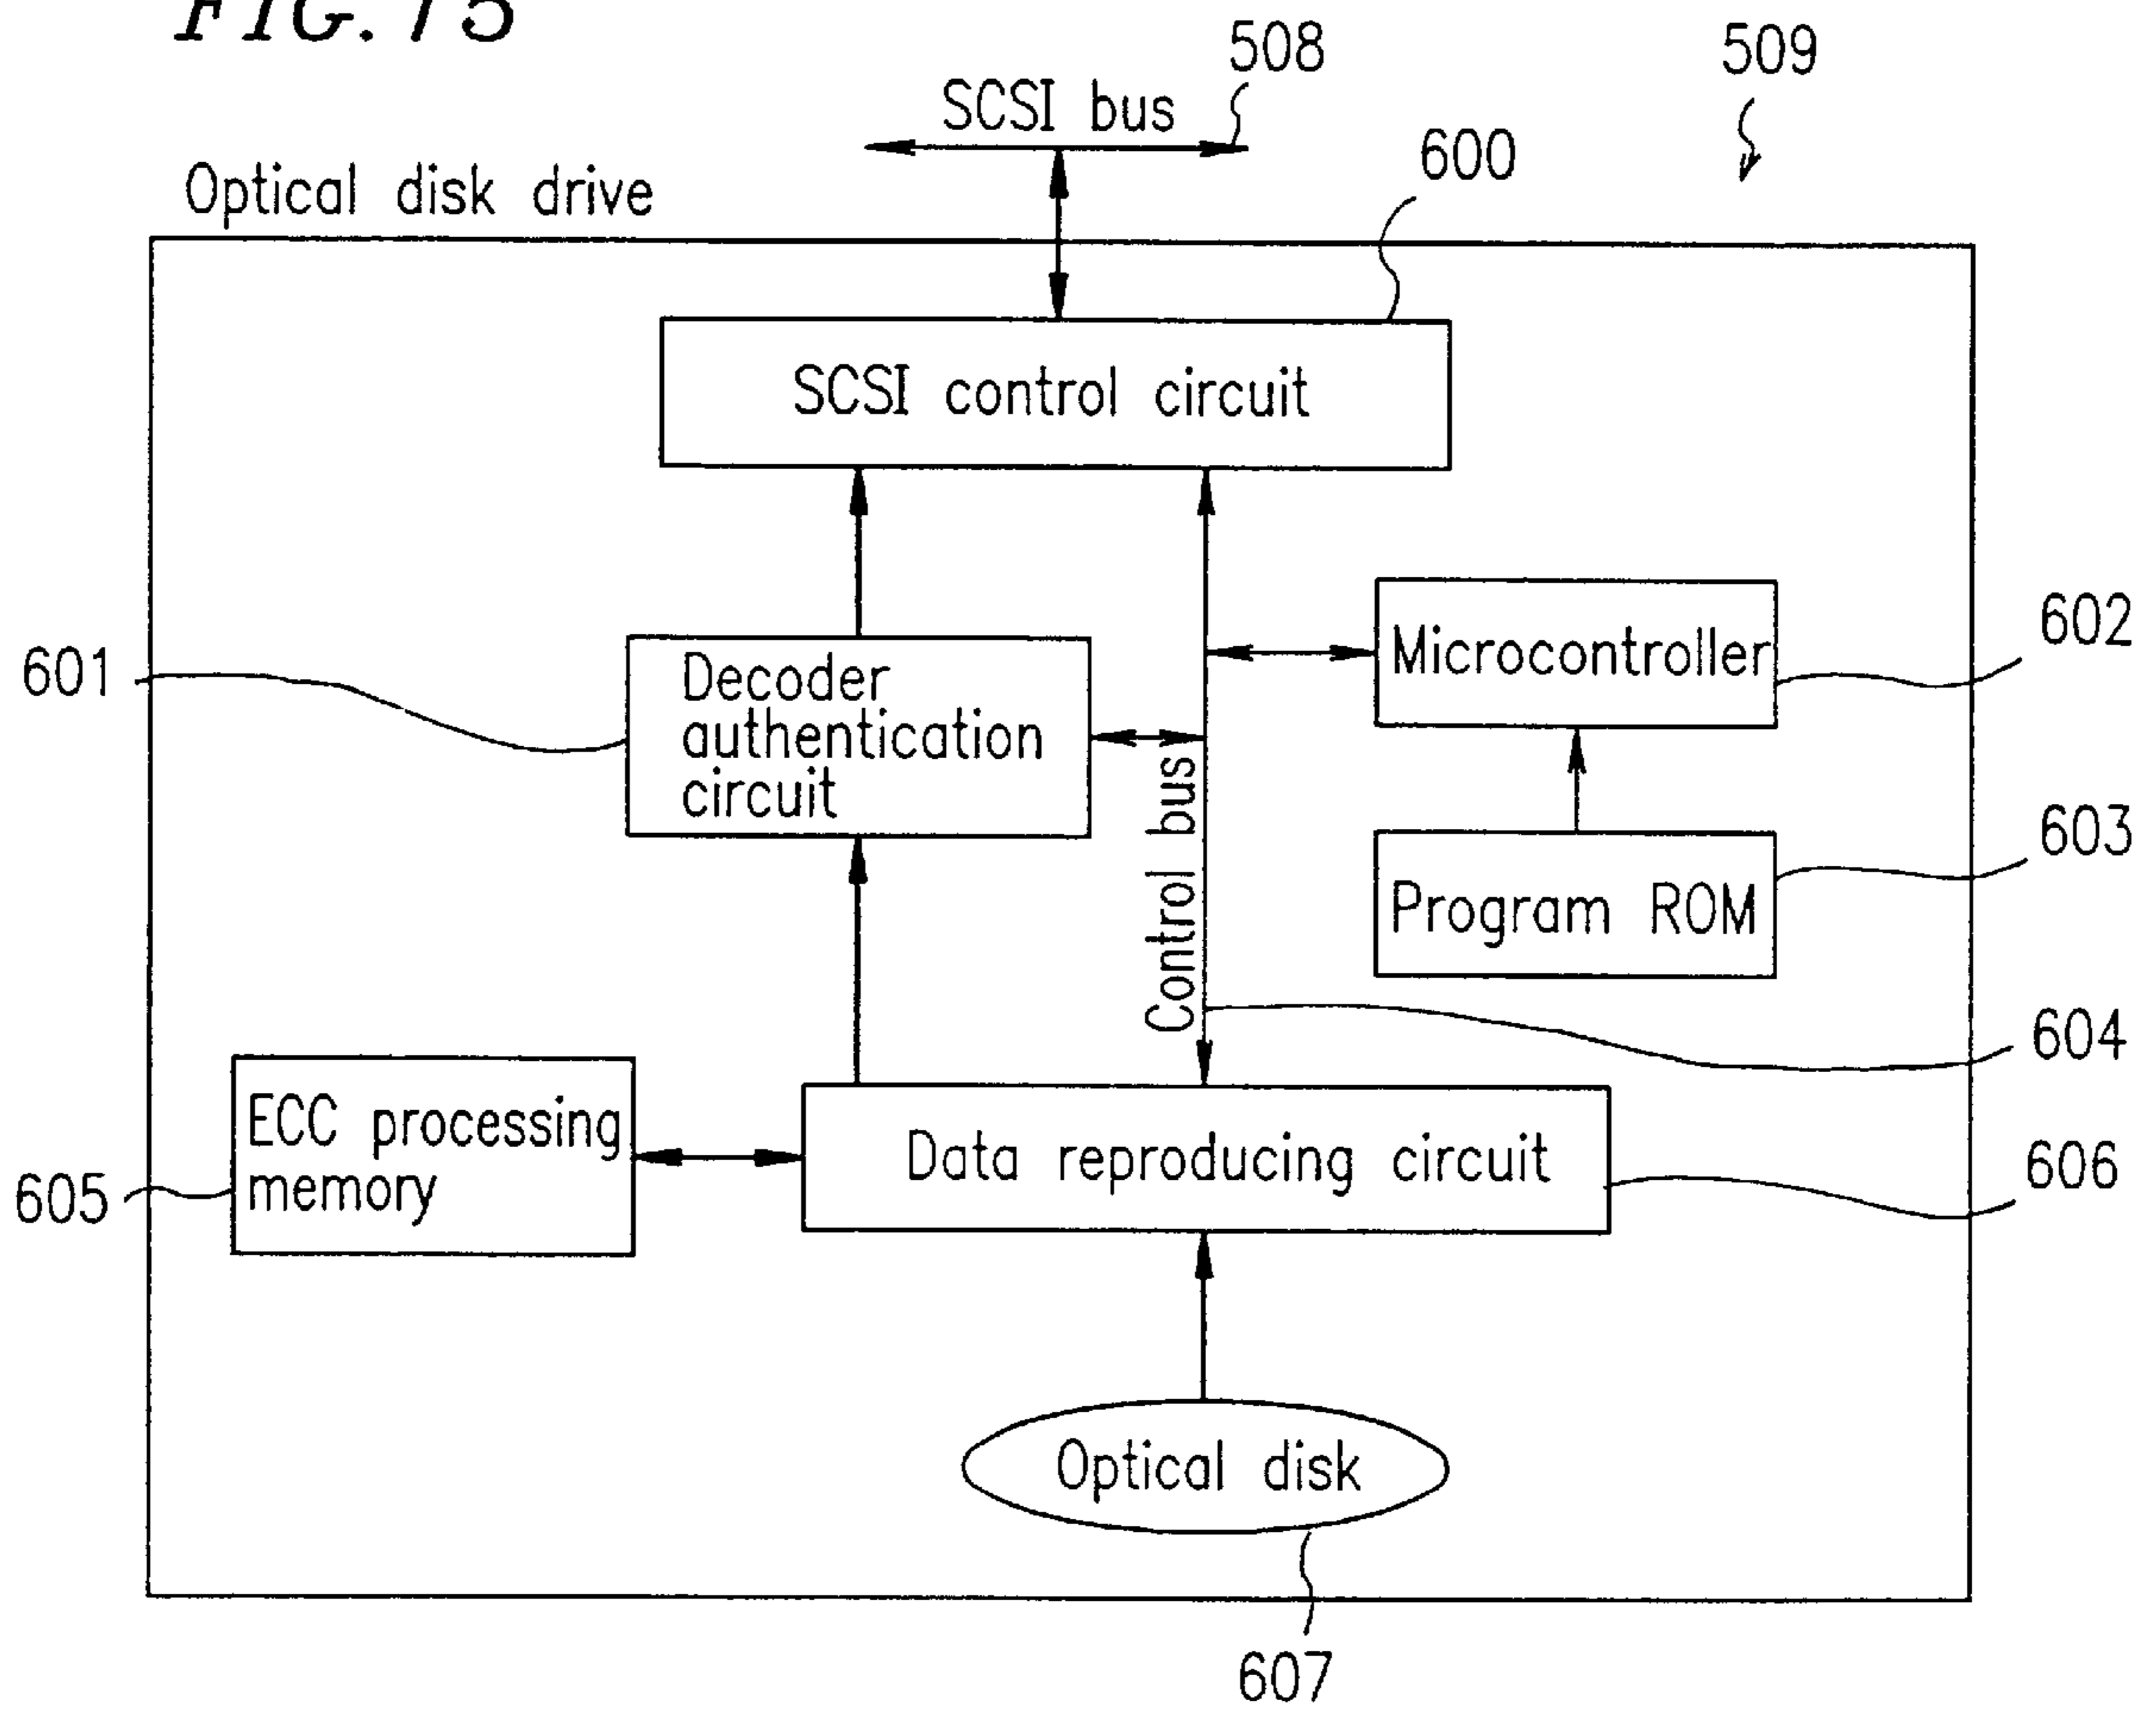 FIG. 75
508
509
SCSI bus
600
Optical disk drive
SCSI control circuit
602
Microcontroller
601
Decoder
authentication
circuit
Control bus
603
Program ROM
604
ECC processing
memory
Data reproducing circuit
606
605
Optical disk
607